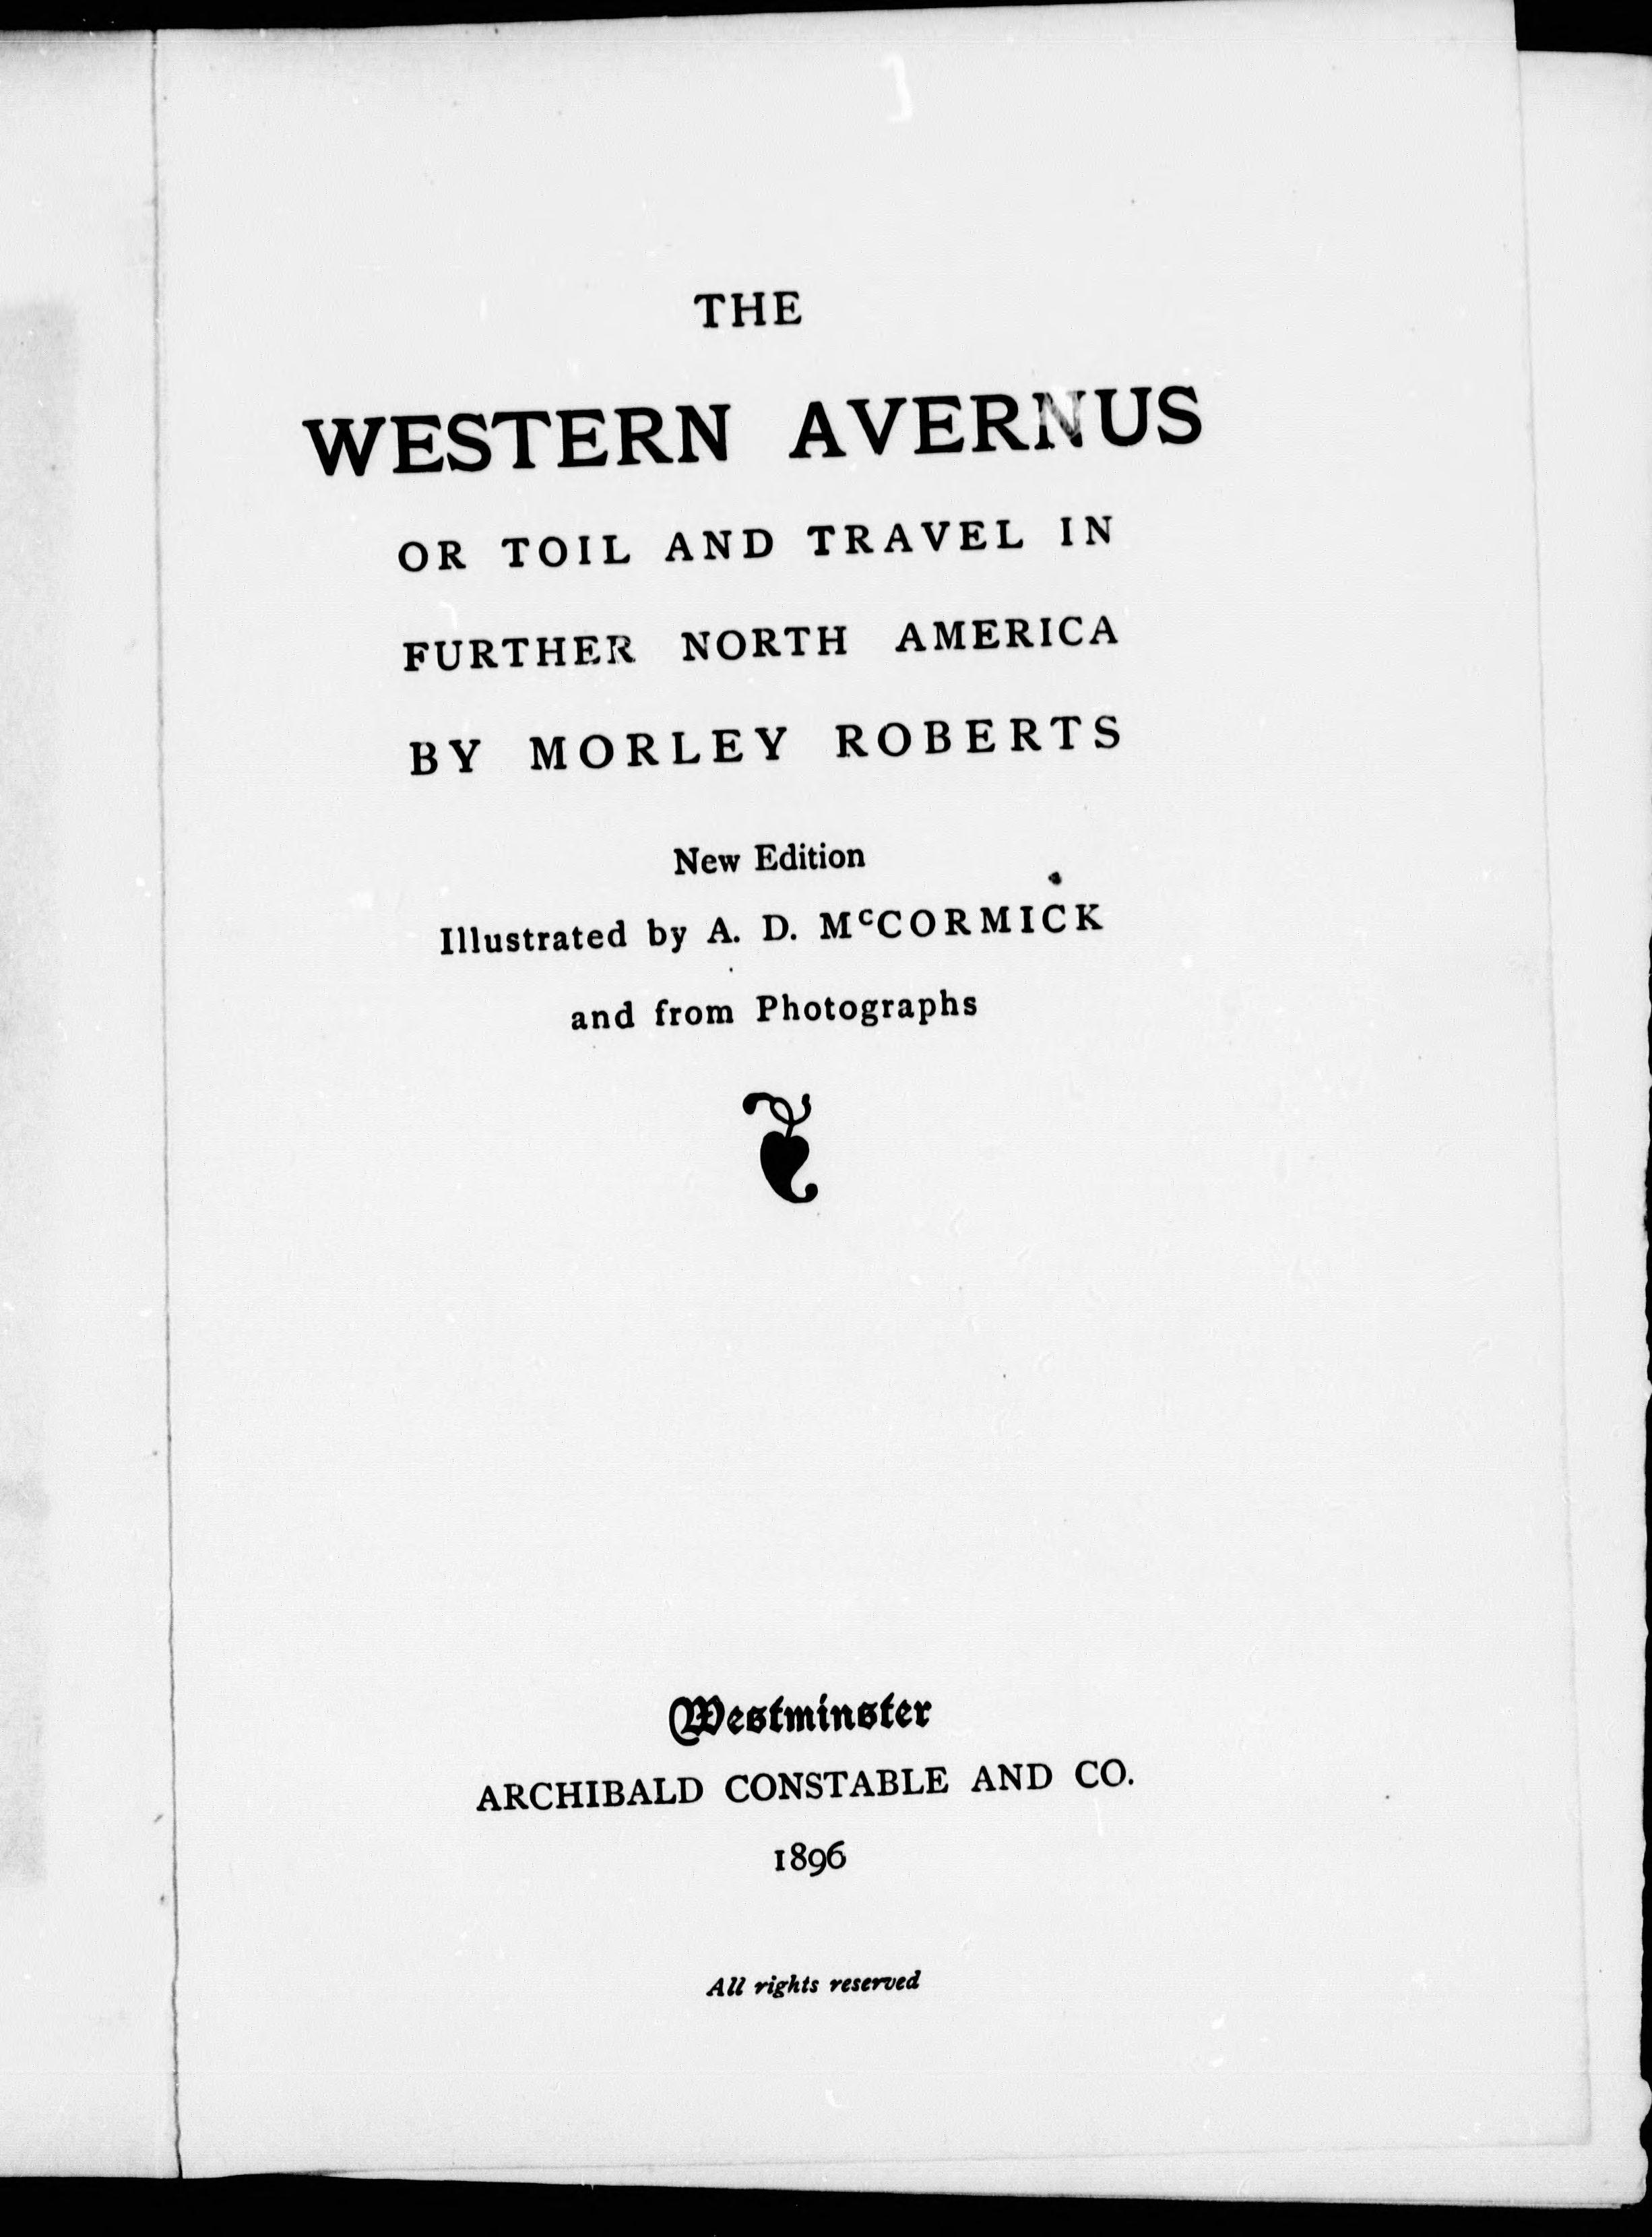 THE
WESTERN AVERNUS
OR TOIL AND TRAVEL IN
FURTHER NORTH AMERICA
BY MORLEY ROBERTS
New Edition
Illustrated by A. D. MᶜCORMICK
and from Photographs
Westminster
ARCHIBALD CONSTABLE AND CO.
1896
All rights reserved